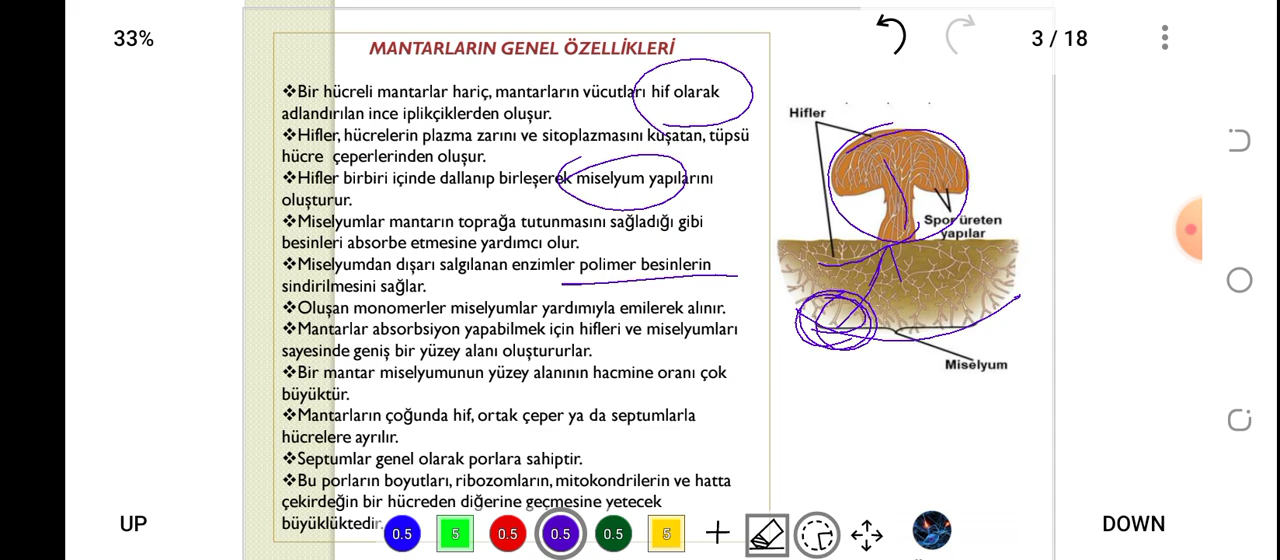 33%
3 / 18
MANTARLARIN GENEL ÖZELLİKLERİ
❖Bir hücreli mantarlar hariç, mantarların vücutları hif olarak
adlandırılan ince iplikçiklerden oluşur.
❖Hifler, hücrelerin plazma zarını ve sitoplazmasını kuşatan, tüpsü
hücre çeperlerinden oluşur.
❖Hifler birbiri içinde dallanıp birleşerek miselyum yapılarını
oluşturur.
❖Miselyumlar mantarın toprağa tutunmasını sağladığı gibi
besinleri absorbe etmesine yardımcı olur.
❖Miselyumdan dışarı salgılanan enzimler polimer besinlerin
sindirilmesini sağlar.
❖Oluşan monomerler miselyumlar yardımıyla emilerek alınır.
❖Mantarlar absorbsiyon yapabilmek için hifleri ve miselyumları
sayesinde geniş bir yüzey alanı oluştururlar.
❖Bir mantar miselyumunun yüzey alanının hacmine oranı çok
büyüktür.
❖Mantarların çoğunda hif, ortak çeper ya da septumlarla
hücrelere ayrılır.
❖Septumlar genel olarak porlara sahiptir.
❖Bu porların boyutları, ribozomların, mitokondrilerin ve hatta
çekirdeğin bir hücreden diğerine geçmesine yetecek
büyüklüktedir.
Hifler
Spor üreten
yapılar
Miselyum
UP
0.5
5
0.5
0.5
0.5
5
DOWN